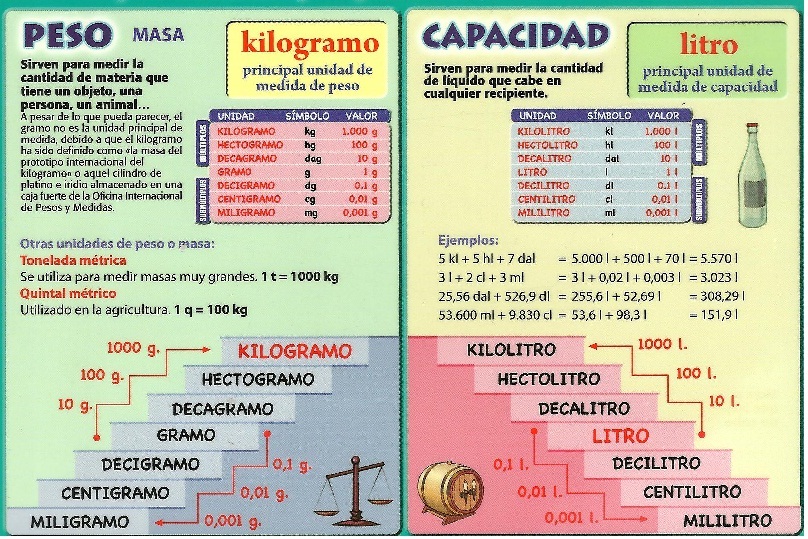 PESO MASA
kilogramo
principal unidad de
medida de peso
Sirven para medir la
cantidad de materia que
tiene un objeto, una
persona, un animal...
A pesar de lo que pueda parecer, el
gramo no es la unidad principal de
medida, debido a que el kilogramo
ha sido definido como «la masa del
prototipo internacional del
kilogramo» o aquel cilindro de
platino e iridio almacenado en una
caja fuerte de la Oficina Internacional
de Pesos y Medidas.
UNIDAD SÍMBOLO VALOR
MÚLTIPLOS
KILOGRAMO kg 1.000 g
HECTOGRAMO hg 100 g
DECAGRAMO dag 10 g
GRAMO g 1 g
SUBMÚLTIPLOS
DECIGRAMO dg 0,1 g
CENTIGRAMO cg 0,01 g
MILIGRAMO mg 0,001 g
Otras unidades de peso o masa:
Tonelada métrica
Se utiliza para medir masas muy grandes. 1 t = 1000 kg
Quintal métrico
Utilizado en la agricultura. 1 q = 100 kg
1000 g. KILOGRAMO
100 g. HECTOGRAMO
10 g. DECAGRAMO
GRAMO
DECIGRAMO 0,1 g.
CENTIGRAMO 0,01 g.
MILIGRAMO 0,001 g.
CAPACIDAD
litro
principal unidad de
medida de capacidad
Sirven para medir la cantidad
de líquido que cabe en
cualquier recipiente.
UNIDAD SÍMBOLO VALOR
MÚLTIPLOS
KILOLITRO kl 1.000 l
HECTOLITRO hl 100 l
DECALITRO dal 10 l
LITRO l 1 l
SUBMÚLTIPLOS
DECILITRO dl 0,1 l
CENTILITRO cl 0,01 l
MILILITRO ml 0,001 l
Ejemplos:
5 kl + 5 hl + 7 dal = 5.000 l + 500 l + 70 l = 5.570 l
3 l + 2 cl + 3 ml = 3 l + 0,02 l + 0,003 l = 3.023 l
25,56 dal + 526,9 dl = 255,6 l + 52,69 l = 308,29 l
53.600 ml + 9.830 cl = 53,6 l + 98,3 l = 151,9 l
KILOLITRO 1000 l.
HECTOLITRO 100 l.
DECALITRO 10 l.
LITRO
0,1 l. DECILITRO
0,01 l. CENTILITRO
0,001 l. MILILITRO